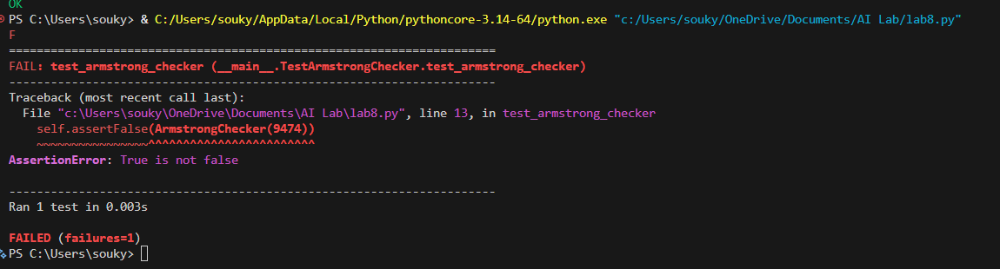 OK
PS C:\Users\souky> & C:/Users/souky/AppData/Local/Python/pythoncore-3.14-64/python.exe "c:/Users/souky/OneDrive/Documents/AI Lab/lab8.py"
F
======================================================================
FAIL: test_armstrong_checker (__main__.TestArmstrongChecker.test_armstrong_checker)
----------------------------------------------------------------------
Traceback (most recent call last):
  File "c:\Users\souky\OneDrive\Documents\AI Lab\lab8.py", line 13, in test_armstrong_checker
    self.assertFalse(ArmstrongChecker(9474))
    ~~~~~~~~~~~~~~~~^^^^^^^^^^^^^^^^^^^^^^^^
AssertionError: True is not false

----------------------------------------------------------------------
Ran 1 test in 0.003s

FAILED (failures=1)
PS C:\Users\souky>